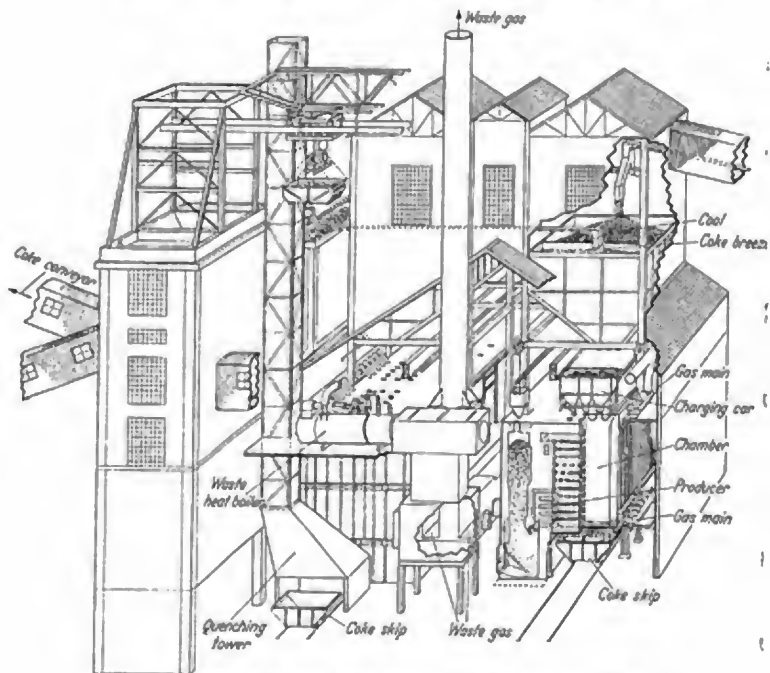 Waste gas
Coal
Coke breeze
Coke conveyor
Gas main
Charging car
Chamber
Waste
heat boiler
Producer
Gas main
Coke skip
Quenching
tower
Coke skip
Waste gas